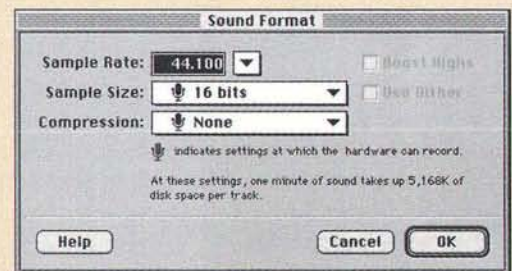 Sound Format
Sample Rate: 44.100
Boost Highs
Sample Size: 16 bits
Use Dither
Compression: None
indicates settings at which the hardware can record.
At these settings, one minute of sound takes up 5,168K of
disk space per track.
Help
Cancel
OK